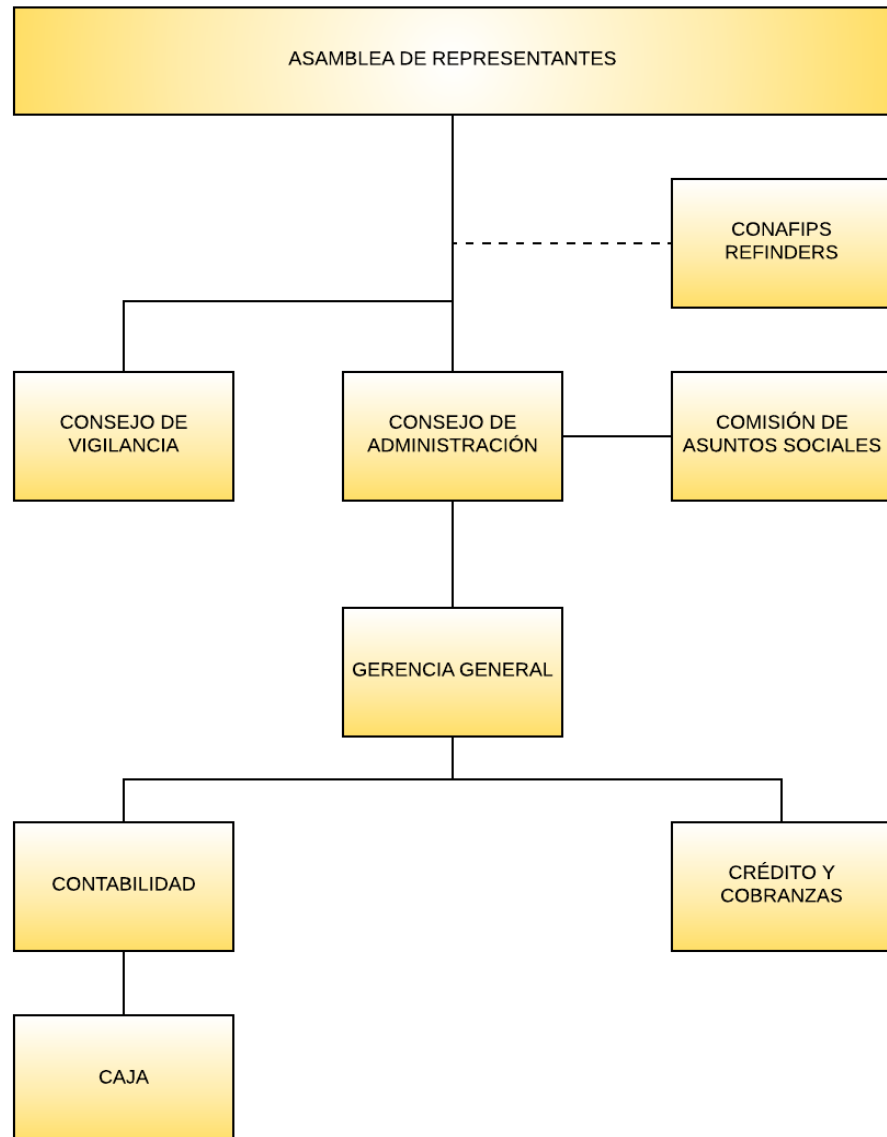 ASAMBLEA DE REPRESENTANTES
CONAFIPS
REFINDERS
CONSEJO DE
VIGILANCIA
CONSEJO DE
ADMINISTRACIÓN
COMISIÓN DE
ASUNTOS SOCIALES
GERENCIA GENERAL
CONTABILIDAD
CRÉDITO Y
COBRANZAS
CAJA